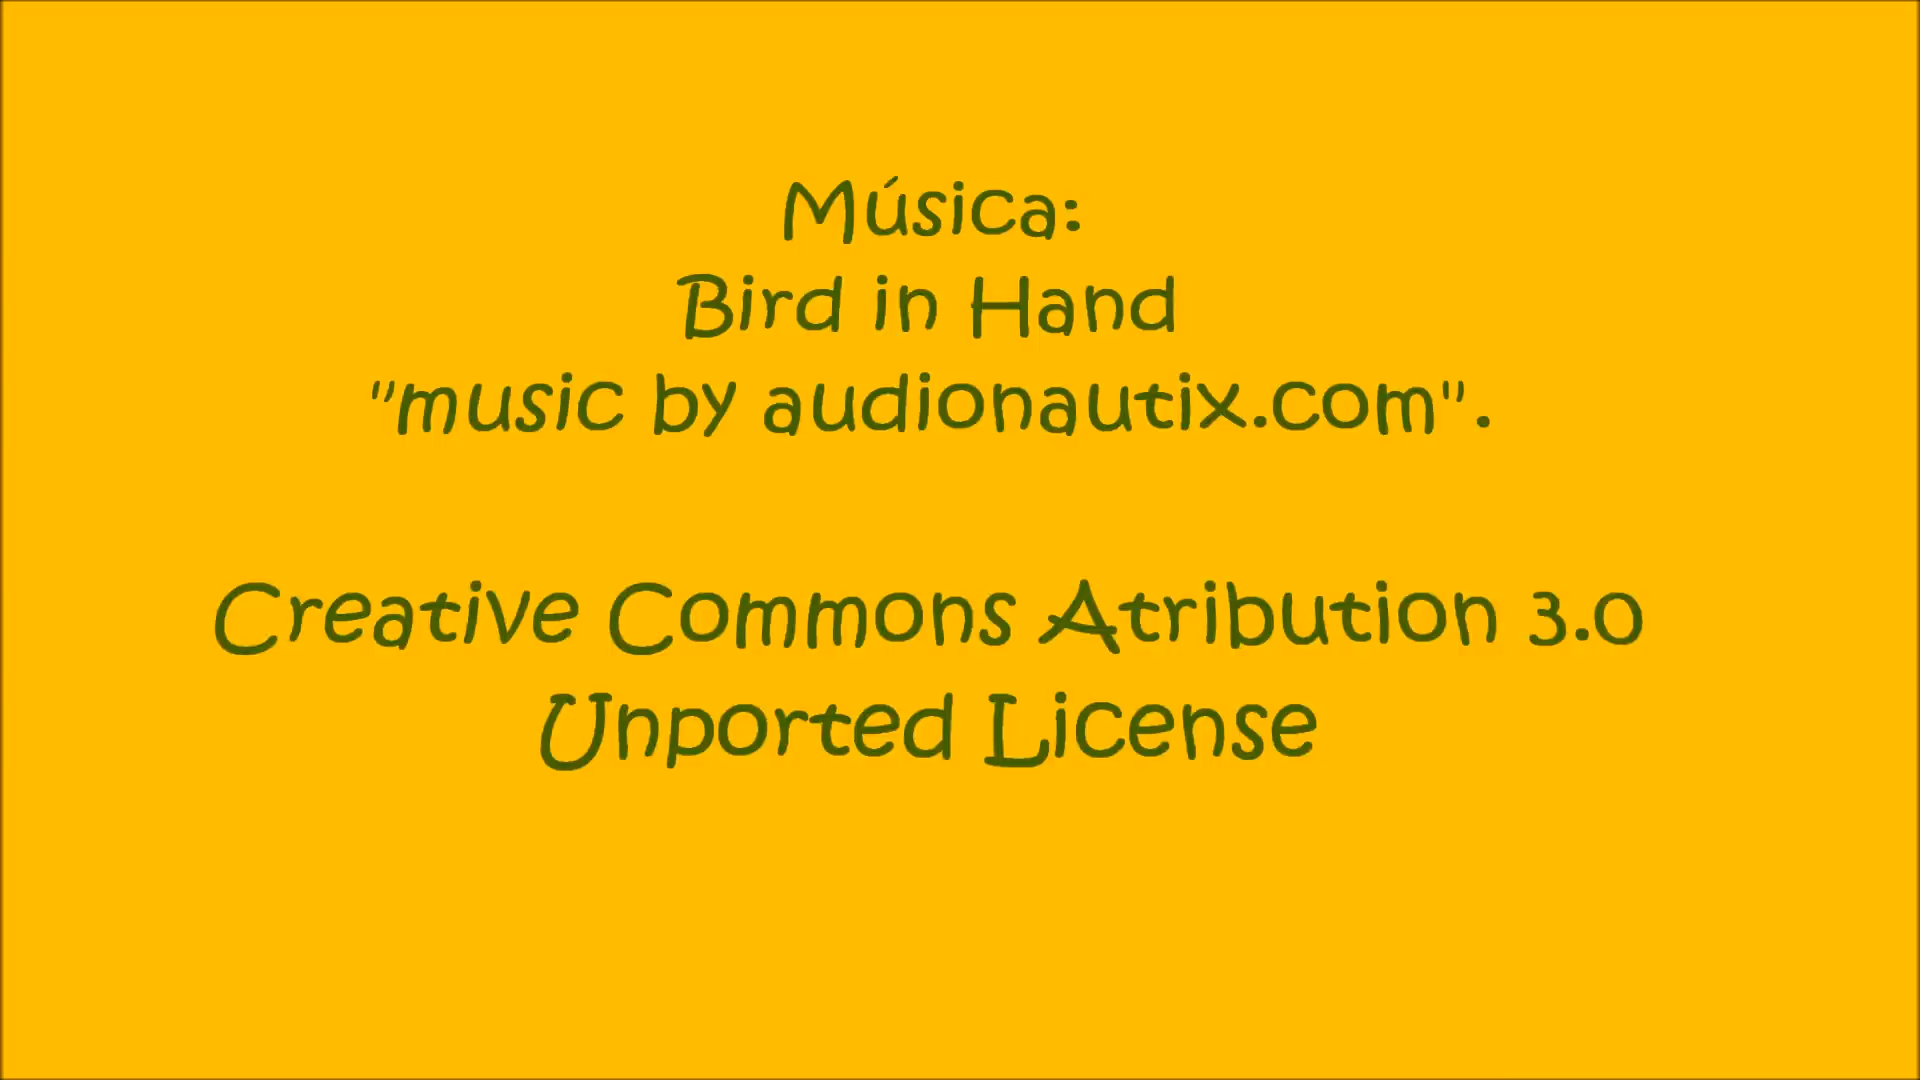 Música:
Bird in Hand
"music by audionautix.com".
Creative Commons Atribution 3.0
Unported License